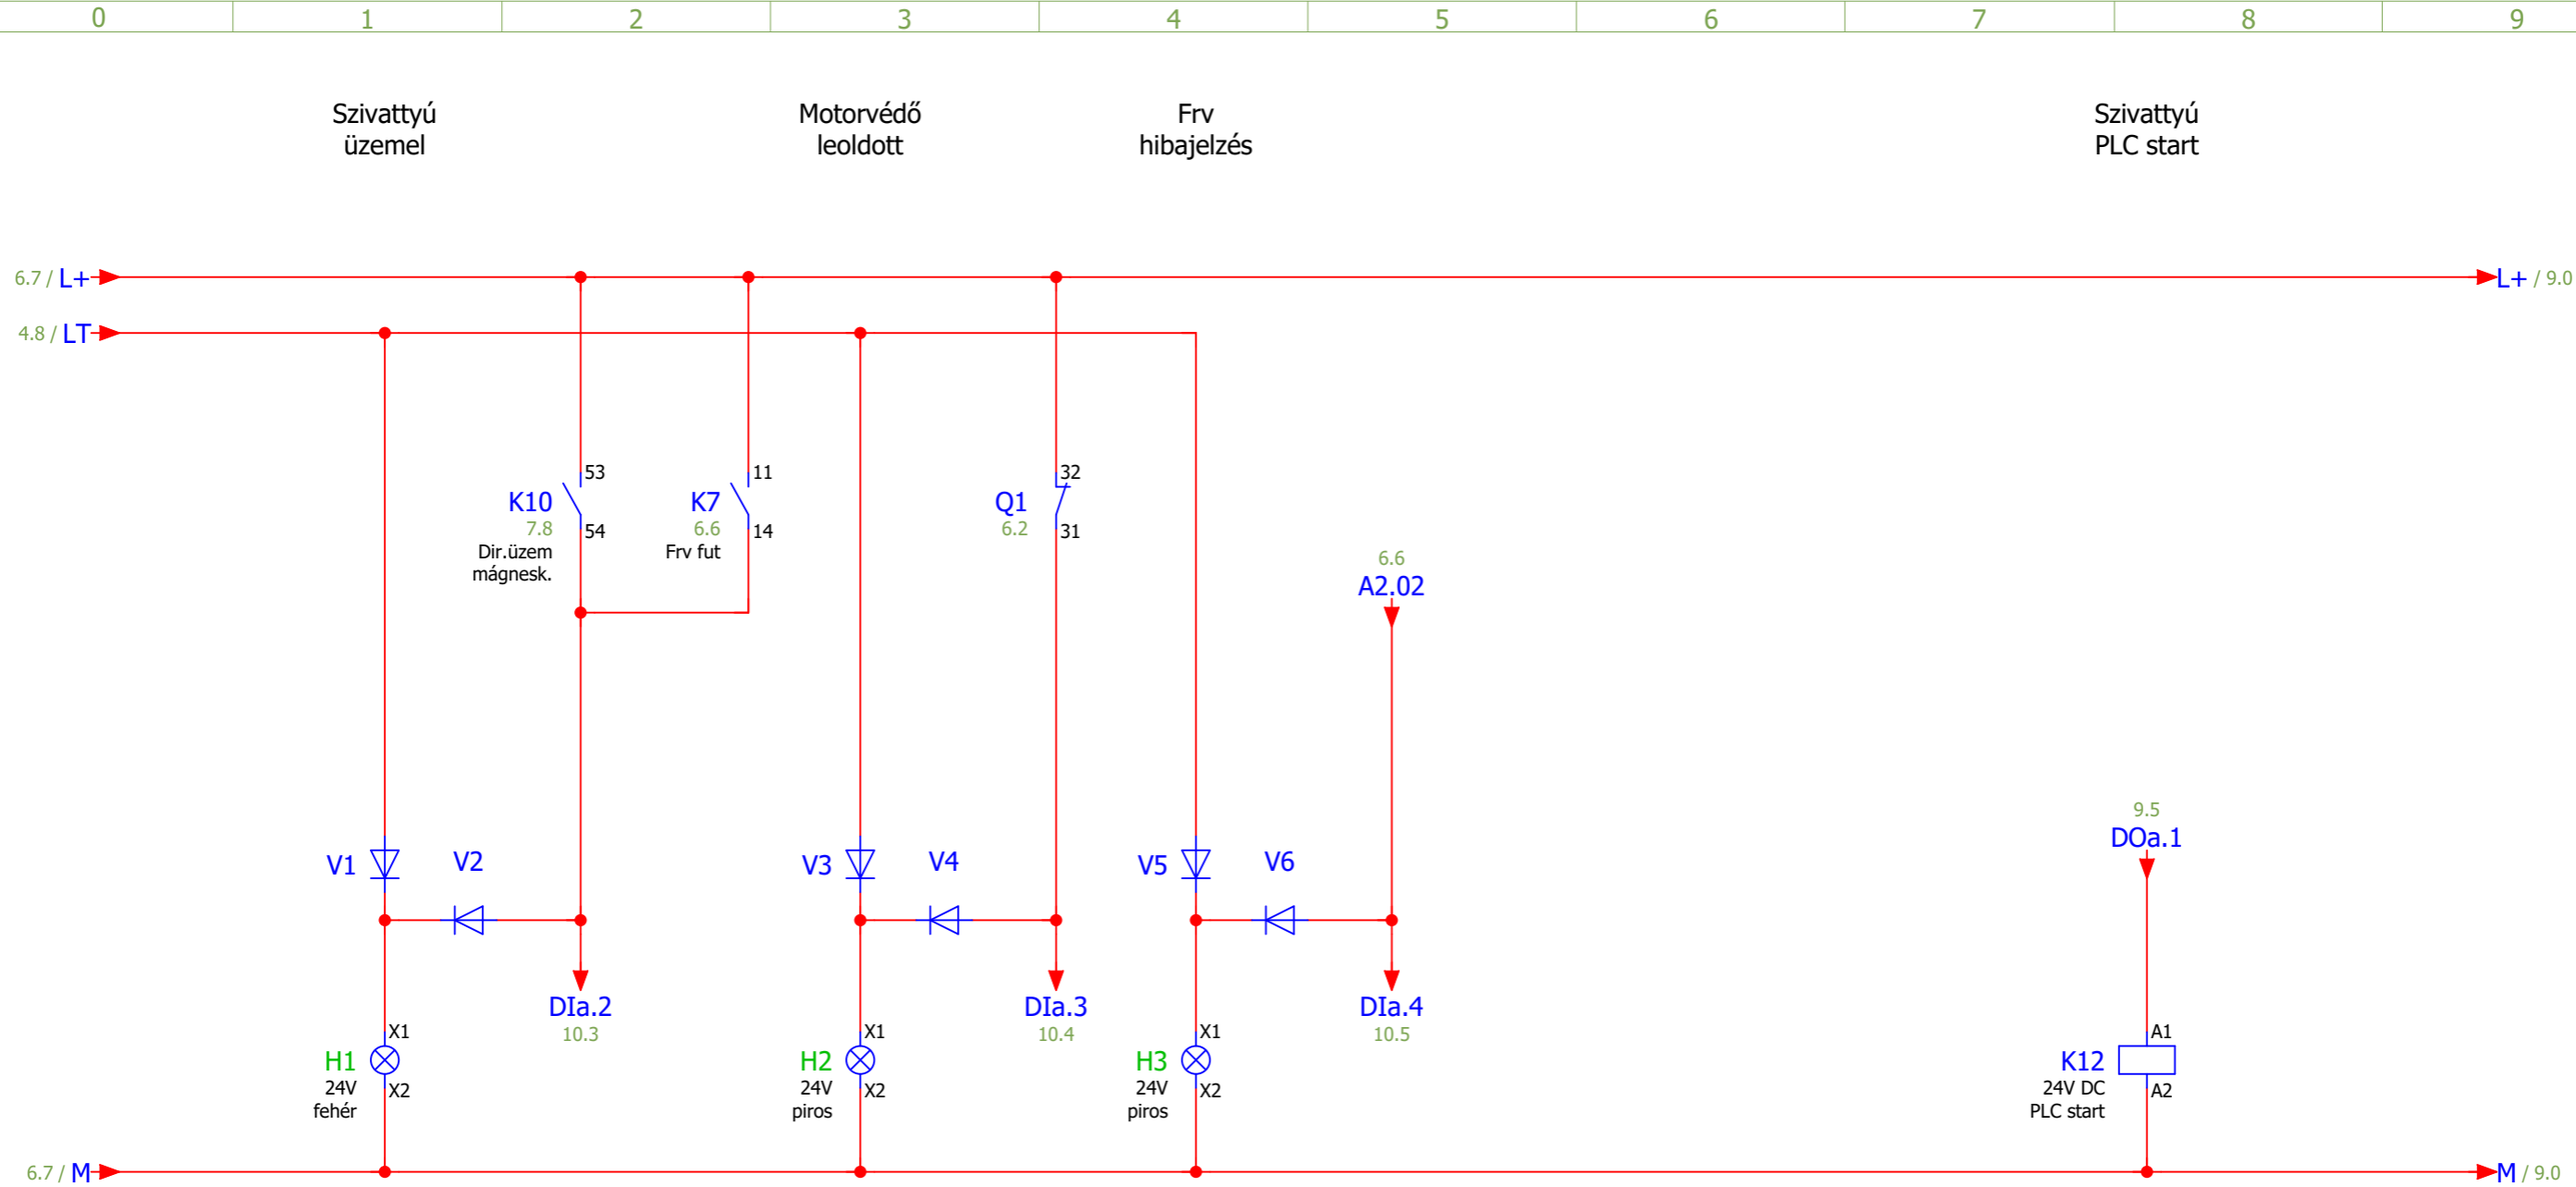 0 1 2 3 4 5 6 7 8 9
Szivattyú
üzemel
Motorvédő
leoldott
Frv
hibajelzés
Szivattyú
PLC start
6.7 / L+
L+ / 9.0
4.8 / LT
53
K10
7.8
54
Dir.üzem
mágnesk.
11
K7
6.6
14
Frv fut
32
Q1
6.2
31
6.6
A2.02
9.5
DOa.1
V1
V2
V3
V4
V5
V6
DIa.2
10.3
DIa.3
10.4
DIa.4
10.5
X1
H1
24V
X2
fehér
X1
H2
24V
X2
piros
X1
H3
24V
X2
piros
A1
K12
24V DC
A2
PLC start
6.7 / M
M / 9.0